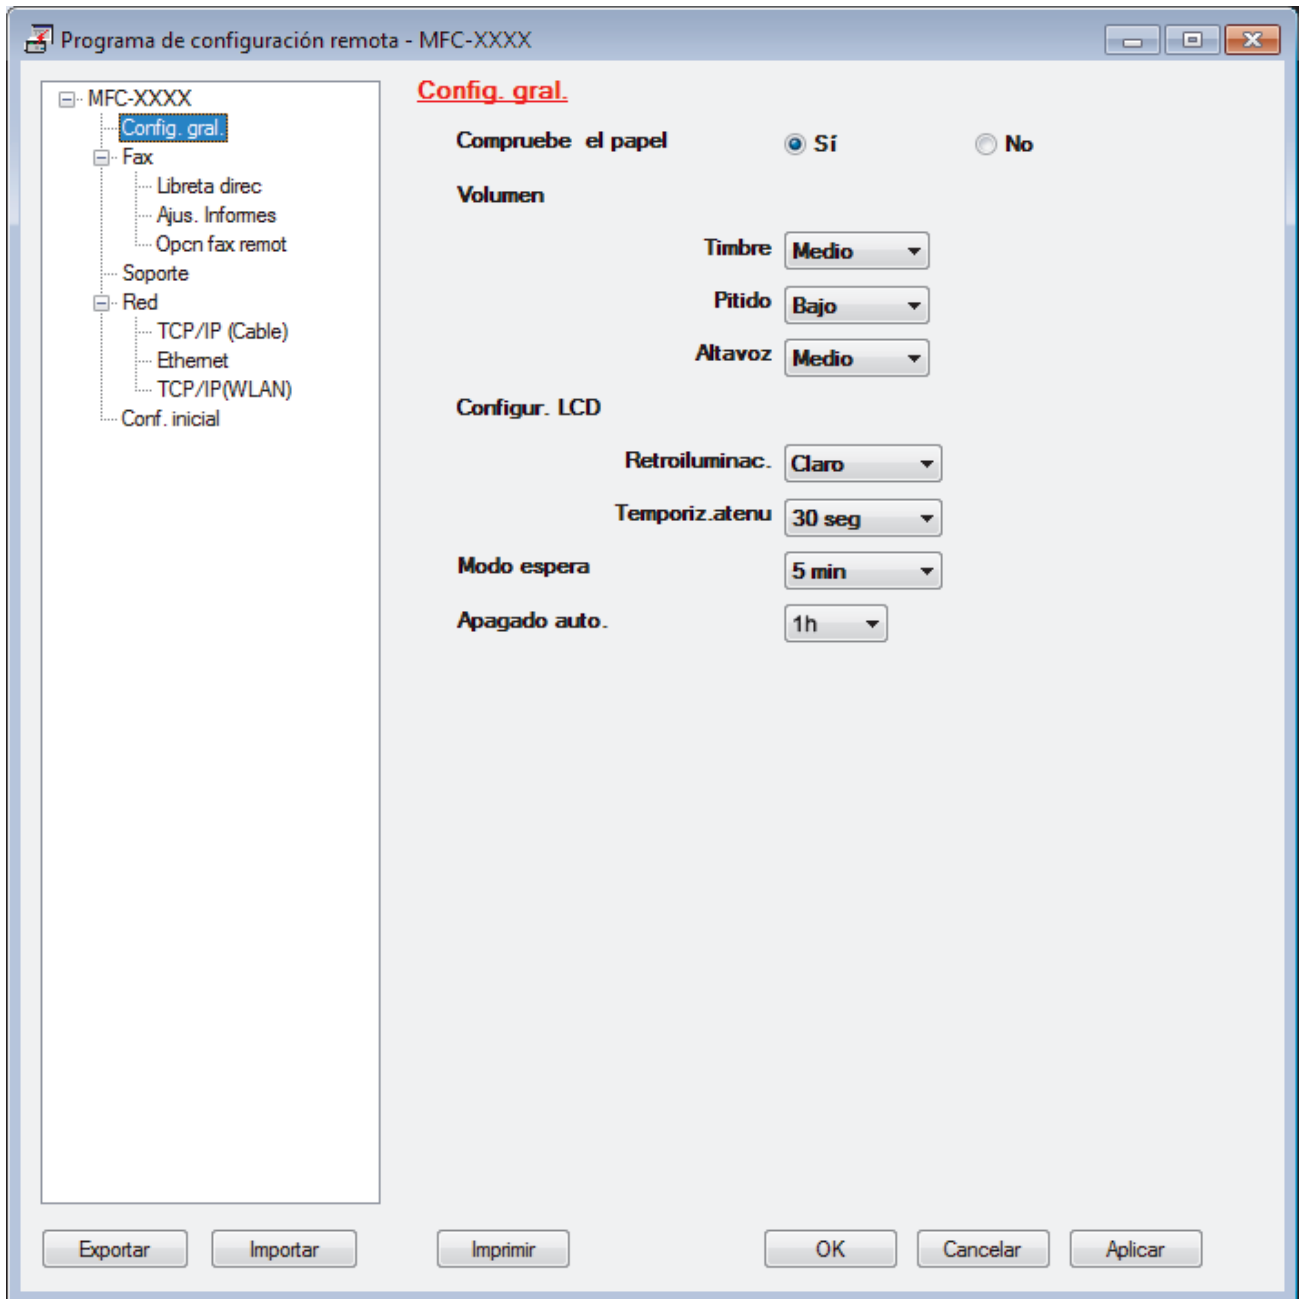 Programa de configuración remota - MFC-XXXX
MFC-XXXX
Config. gral.
Fax
Libreta direc
Ajus. Informes
Opcn fax remot
Soporte
Red
TCP/IP (Cable)
Ethernet
TCP/IP(WLAN)
Conf. inicial
Config. gral.
Compruebe el papel Sí No
Volumen
Timbre Medio
Pitido Bajo
Altavoz Medio
Configur. LCD
Retroiluminac. Claro
Temporiz.atenu 30 seg
Modo espera 5 min
Apagado auto. 1h
Exportar Importar Imprimir OK Cancelar Aplicar